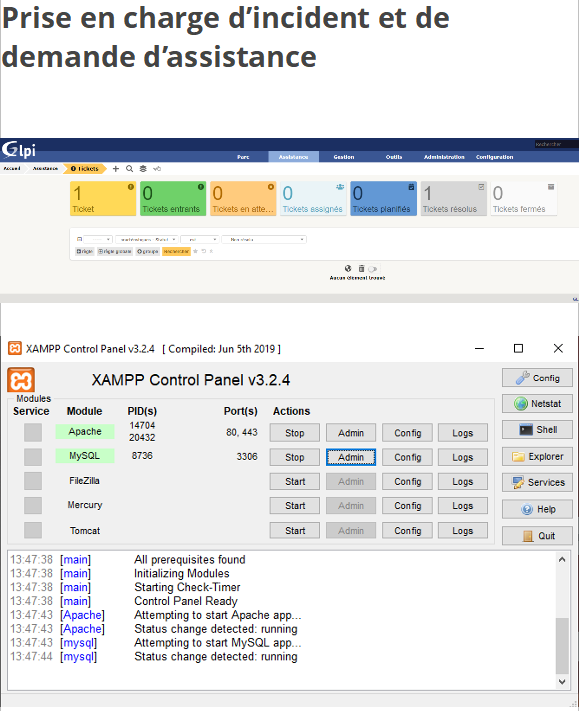 Prise en charge d'incident et de
demande d'assistance
Glpi
Rechercher
Parc Assistance Gestion Outils Administration Configuration
Accueil Assistance Tickets
1 0 0 0 0 1 0
Ticket Tickets entrants Tickets en atte... Tickets assignés Tickets planifiés Tickets résolus Tickets fermés
Non résolu
règle règle globale groupe Rechercher
Aucun élément trouvé
XAMPP Control Panel v3.2.4 [ Compiled: Jun 5th 2019 ]
XAMPP Control Panel v3.2.4
Config
Modules
Service Module PID(s) Port(s) Actions
Netstat
Apache 14704
20432 80, 443 Stop Admin Config Logs
Shell
MySQL 8736 3306 Stop Admin Config Logs
Explorer
FileZilla Start Admin Config Logs
Services
Mercury Start Admin Config Logs
Help
Tomcat Start Admin Config Logs
Quit
13:47:38 [main] All prerequisites found
13:47:38 [main] Initializing Modules
13:47:38 [main] Starting Check-Timer
13:47:38 [main] Control Panel Ready
13:47:43 [Apache] Attempting to start Apache app...
13:47:43 [Apache] Status change detected: running
13:47:43 [mysql] Attempting to start MySQL app...
13:47:44 [mysql] Status change detected: running